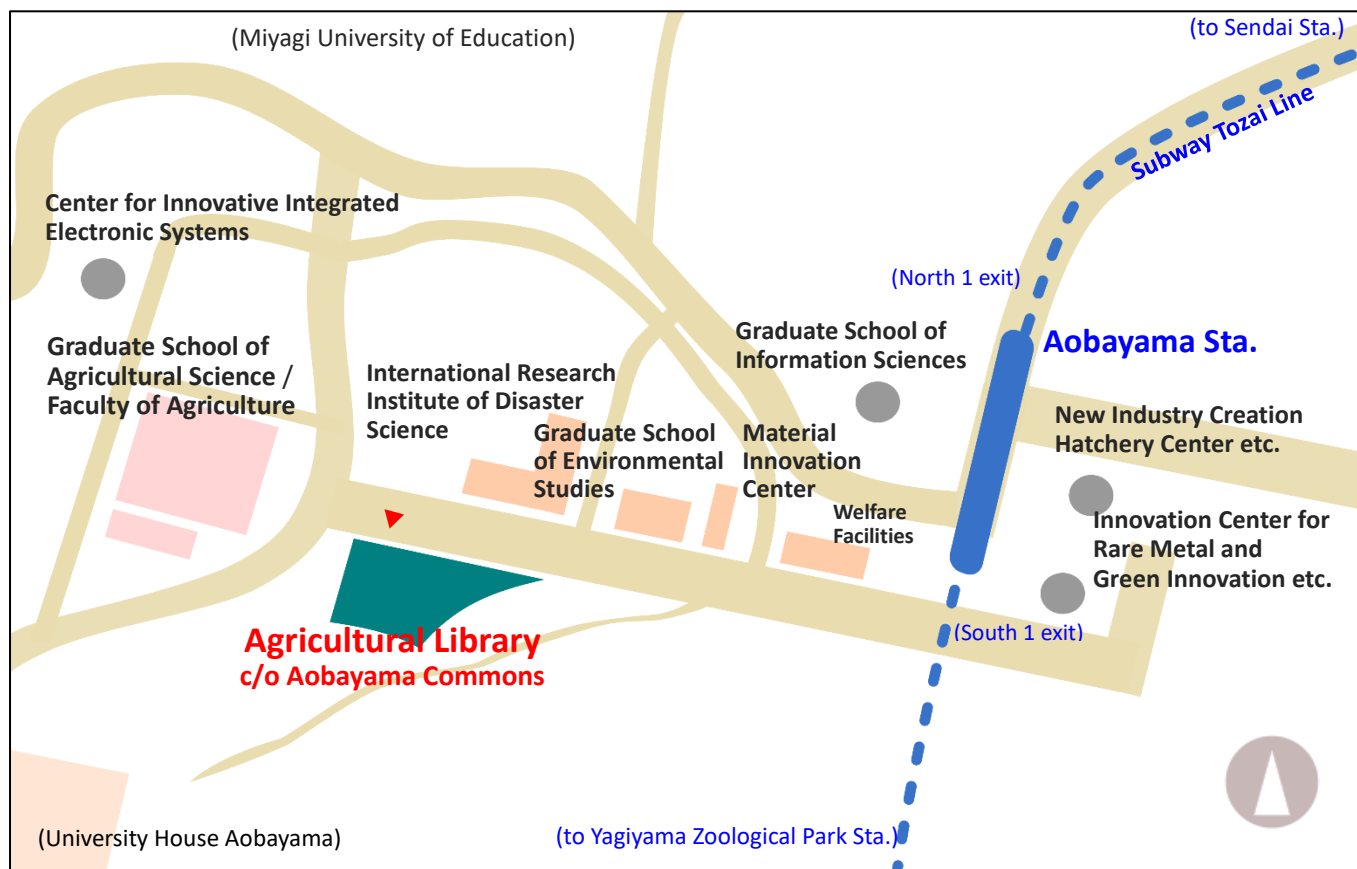 (Miyagi University of Education)
(to Sendai Sta.)
Subway Tozai Line
Center for Innovative Integrated
Electronic Systems
(North 1 exit)
Aobayama Sta.
Graduate School of
Information Sciences
Graduate School of
Agricultural Science /
Faculty of Agriculture
International Research
Institute of Disaster
Science
Graduate School
of Environmental
Studies
Material
Innovation
Center
New Industry Creation
Hatchery Center etc.
Welfare
Facilities
Innovation Center for
Rare Metal and
Green Innovation etc.
(South 1 exit)
Agricultural Library
c/o Aobayama Commons
(University House Aobayama)
(to Yagiyama Zoological Park Sta.)